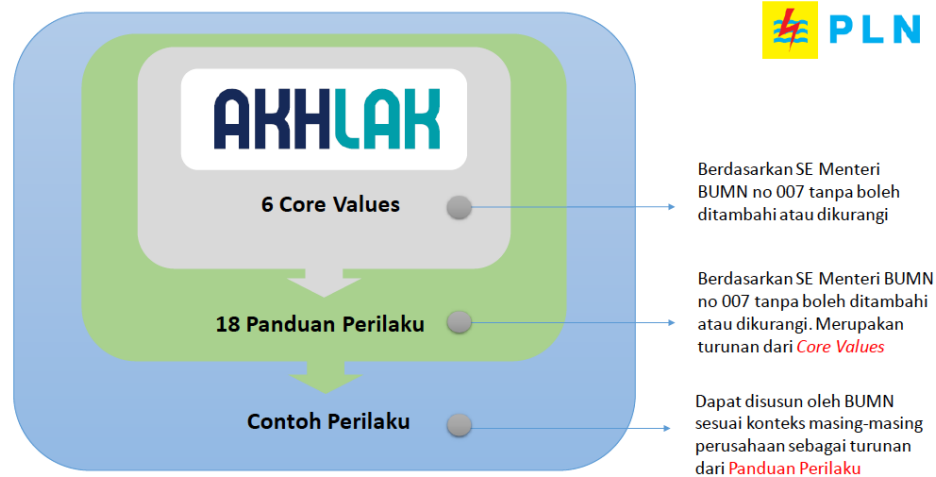 PLN
AKHLAK
6 Core Values
Berdasarkan SE Menteri
BUMN no 007 tanpa boleh
ditambahi atau dikurangi
18 Panduan Perilaku
Berdasarkan SE Menteri BUMN
no 007 tanpa boleh ditambahi
atau dikurangi. Merupakan
turunan dari Core Values
Contoh Perilaku
Dapat disusun oleh BUMN
sesuai konteks masing-masing
perusahaan sebagai turunan
dari Panduan Perilaku